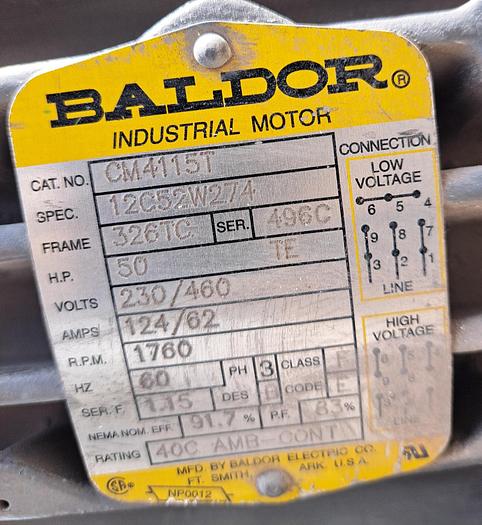 BALDOR ®
INDUSTRIAL MOTOR
CAT. NO. CM4115T
SPEC. 12C52W274
FRAME 326TC SER. 496C
H.P. 50 TE
VOLTS 230/460
AMPS 124/62
R.P.M. 1760
HZ 60 PH 3 CLASS F
SER. F. 1.15 DES CODE
NEMA NOM. EFF. 91.7 % P.F. 83 %
RATING 40C AMB-CONT
MFD. BY BALDOR ELECTRIC CO.
FT. SMITH, ARK. U.S.A.
NP0012
CONNECTION
LOW
VOLTAGE
6 5 4
9 8 7
3 2 1
LINE
HIGH
VOLTAGE
LINE